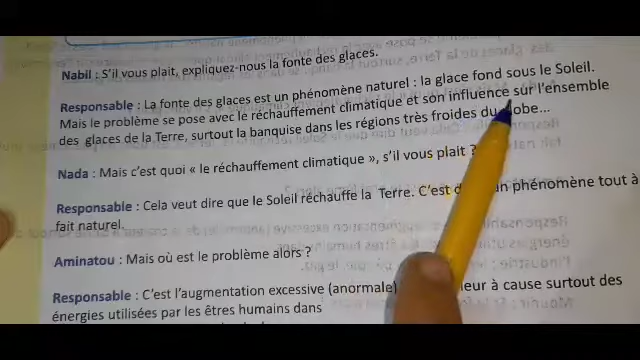 Nabil : S'il vous plait, expliquez-nous la fonte des glaces.
Responsable : La fonte des glaces est un phénomène naturel : la glace fond sous le Soleil.
Mais le problème se pose avec le réchauffement climatique et son influence sur l'ensemble
des glaces de la Terre, surtout la banquise dans les régions très froides du lobe...
Nada : Mais c'est quoi « le réchauffement climatique », s'il vous plait ?
Responsable : Cela veut dire que le Soleil réchauffe la Terre. C'est un phénomène tout à
fait naturel.
Aminatou : Mais où est le problème alors ?
Responsable : C'est l'augmentation excessive (anormale) leur à cause surtout des
énergies utilisées par les êtres humains dans